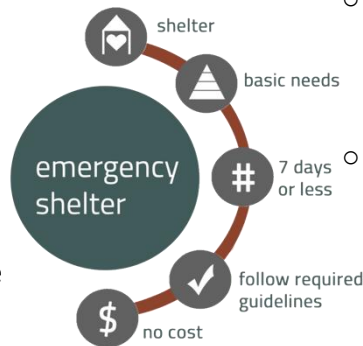 shelter
basic needs
emergency
shelter
#
7 days
or less
follow required
guidelines
$
no cost